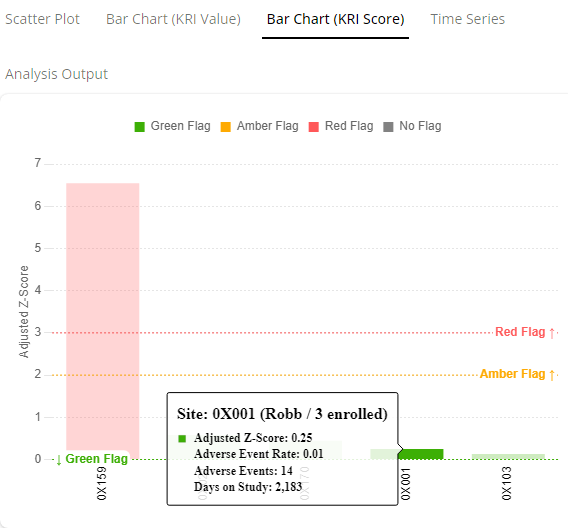 Scatter Plot
Bar Chart (KRI Value)
Bar Chart (KRI Score)
Time Series
Analysis Output
Green Flag
Amber Flag
Red Flag
No Flag
7
6
5
4
3
2
1
0
Adjusted Z-Score
Red Flag ↑
Amber Flag ↑
↓ Green Flag
Site: 0X001 (Robb / 3 enrolled)
Adjusted Z-Score: 0.25
Adverse Event Rate: 0.01
Adverse Events: 14
Days on Study: 2,183
0X159
0X001
0X103